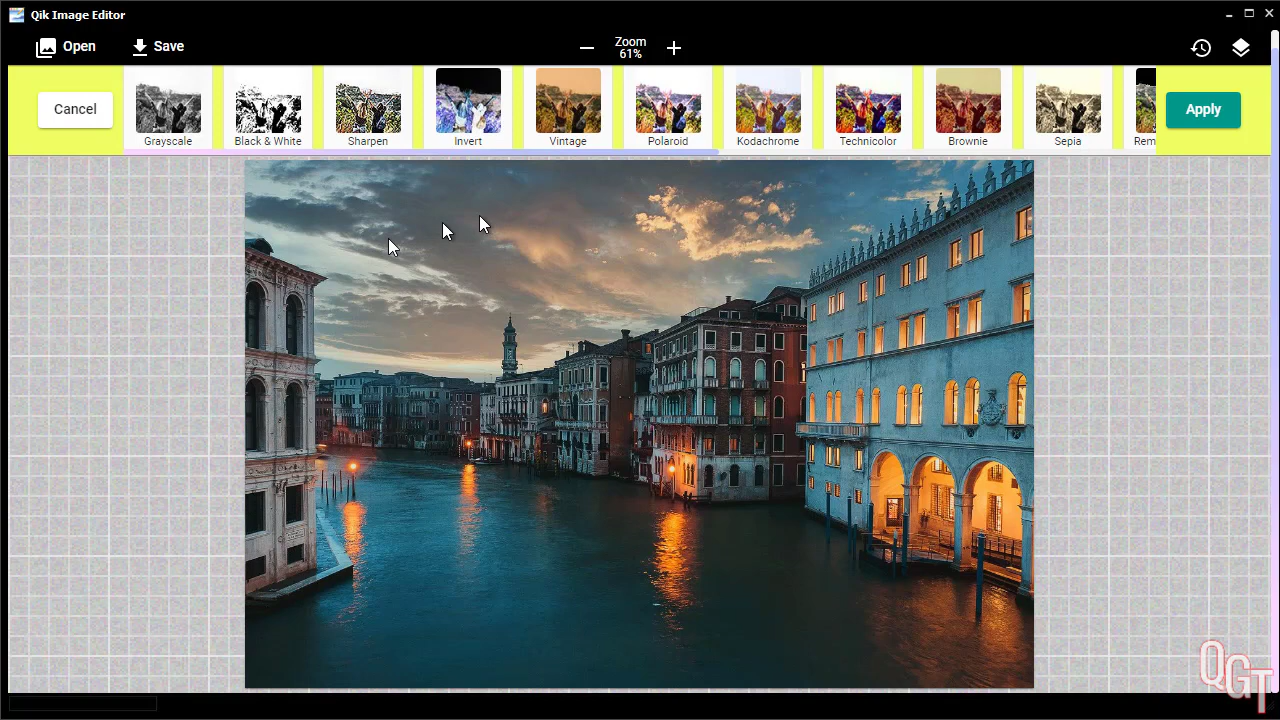 Qik Image Editor
Open
Save
Zoom
61%
Cancel
Grayscale
Black & White
Sharpen
Invert
Vintage
Polaroid
Kodachrome
Technicolor
Brownie
Sepia
Rem
Apply
QGT